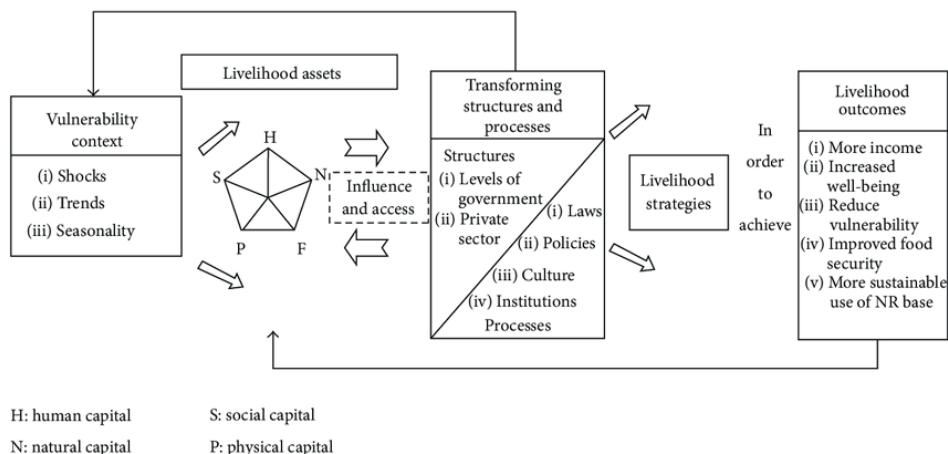 Livelihood assets
Vulnerability
context
(i) Shocks
(ii) Trends
(iii) Seasonality
H
S
N
P
F
Influence
and access
Transforming
structures and
processes
Structures
(i) Levels of
government
(ii) Private
sector
(i) Laws
(ii) Policies
(iii) Culture
(iv) Institutions
Processes
Livelihood
strategies
In
order
to
achieve
Livelihood
outcomes
(i) More income
(ii) Increased
well-being
(iii) Reduce
vulnerability
(iv) Improved food
security
(v) More sustainable
use of NR base
H: human capital
S: social capital
N: natural capital
P: physical capital